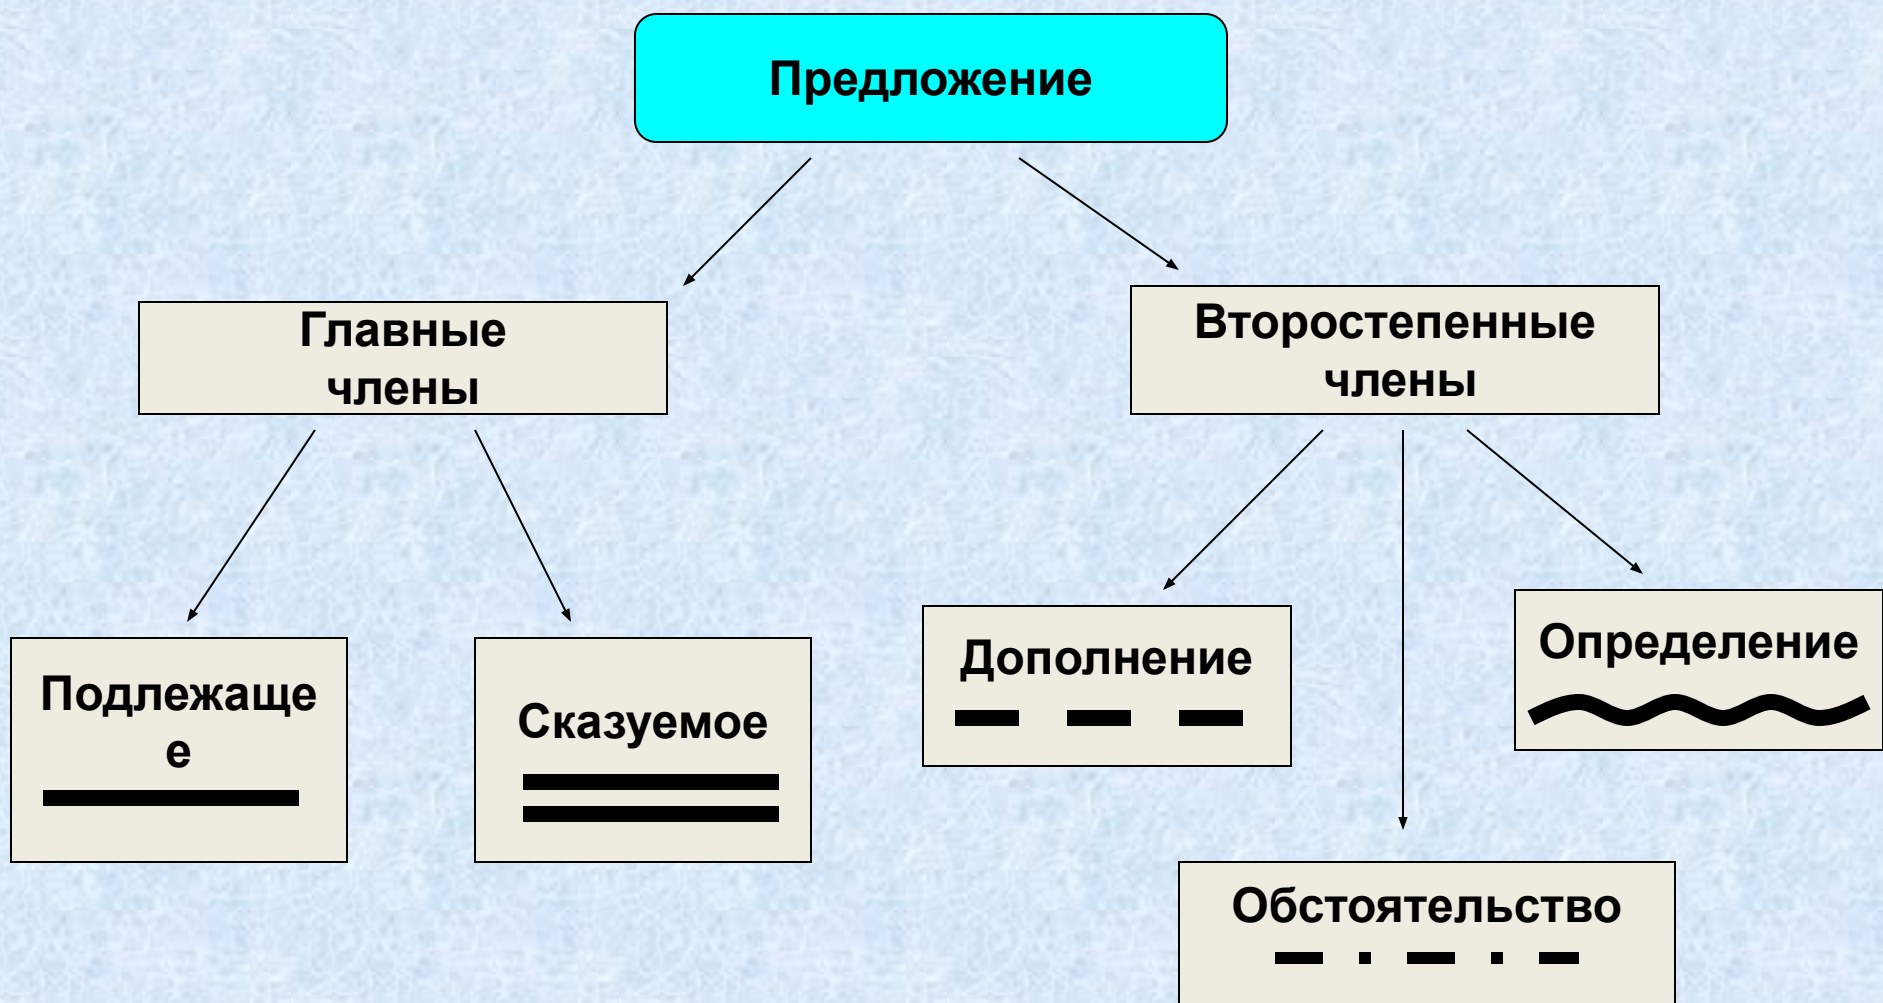 Предложение
Главные
члены
Второстепенные
члены
Подлежаще
е
Сказуемое
Дополнение
Определение
Обстоятельство